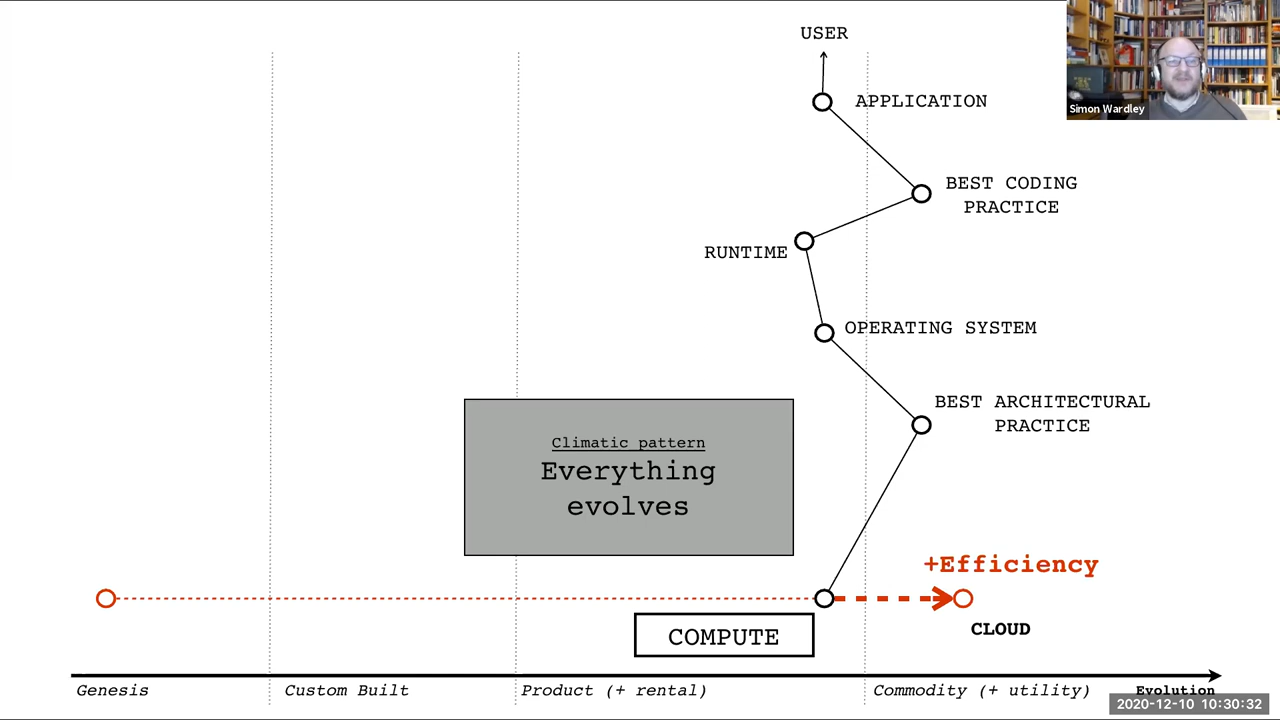 USER
APPLICATION
Simon Wardley
BEST CODING
PRACTICE
RUNTIME
OPERATING SYSTEM
BEST ARCHITECTURAL
PRACTICE
Climatic pattern
Everything
evolves
+Efficiency
CLOUD
COMPUTE
Genesis
Custom Built
Product (+ rental)
Commodity (+ utility)
Evolution
2020-12-10 10:30:32